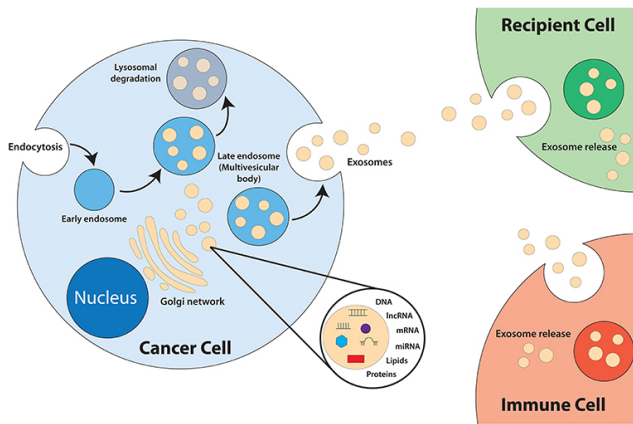 Recipient Cell
Lysosomal
degradation
Endocytosis
Exosome release
Late endosome
(Multivesicular
body)
Exosomes
Early endosome
Golgi network
Nucleus
Cancer Cell
DNA
lncRNA
mRNA
miRNA
Lipids
Proteins
Exosome release
Immune Cell